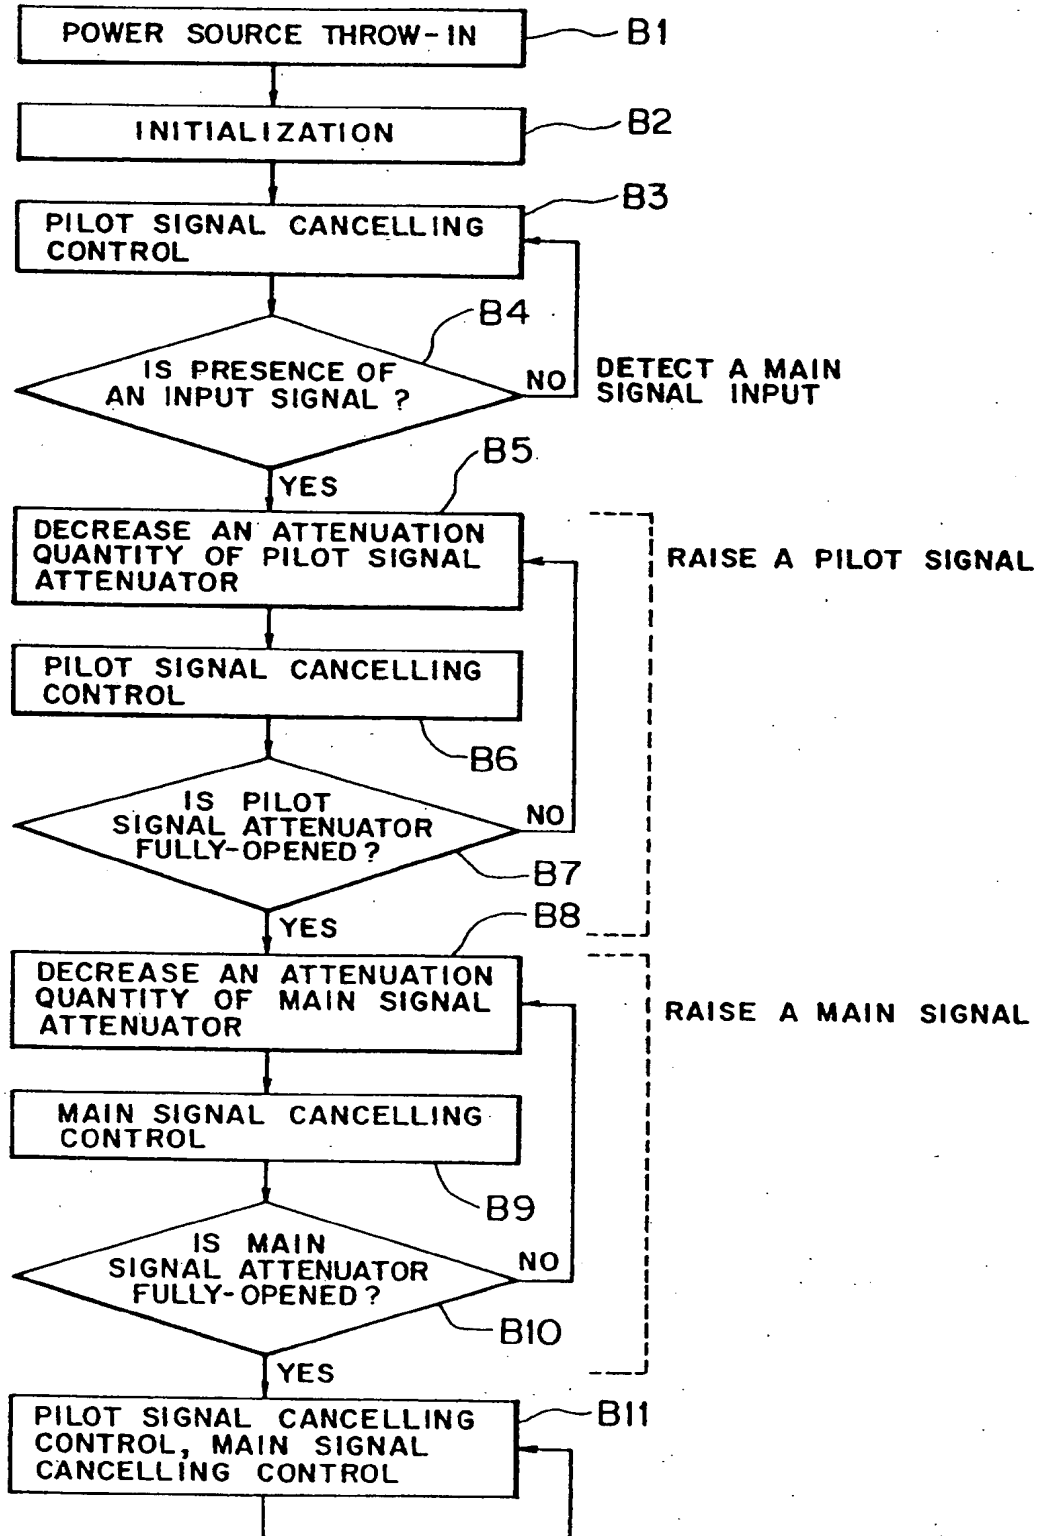 POWER SOURCE THROW-IN
B1
INITIALIZATION
B2
B3
PILOT SIGNAL CANCELLING
CONTROL
B4
IS PRESENCE OF
AN INPUT SIGNAL ?
NO
DETECT A MAIN
SIGNAL INPUT
B5
YES
DECREASE AN ATTENUATION
QUANTITY OF PILOT SIGNAL
ATTENUATOR
RAISE A PILOT SIGNAL
PILOT SIGNAL CANCELLING
CONTROL
B6
IS PILOT
SIGNAL ATTENUATOR
FULLY-OPENED ?
NO
B7
YES
B8
DECREASE AN ATTENUATION
QUANTITY OF MAIN SIGNAL
ATTENUATOR
RAISE A MAIN SIGNAL
MAIN SIGNAL CANCELLING
CONTROL
B9
IS MAIN
SIGNAL ATTENUATOR
FULLY-OPENED ?
NO
B10
YES
B11
PILOT SIGNAL CANCELLING
CONTROL, MAIN SIGNAL
CANCELLING CONTROL